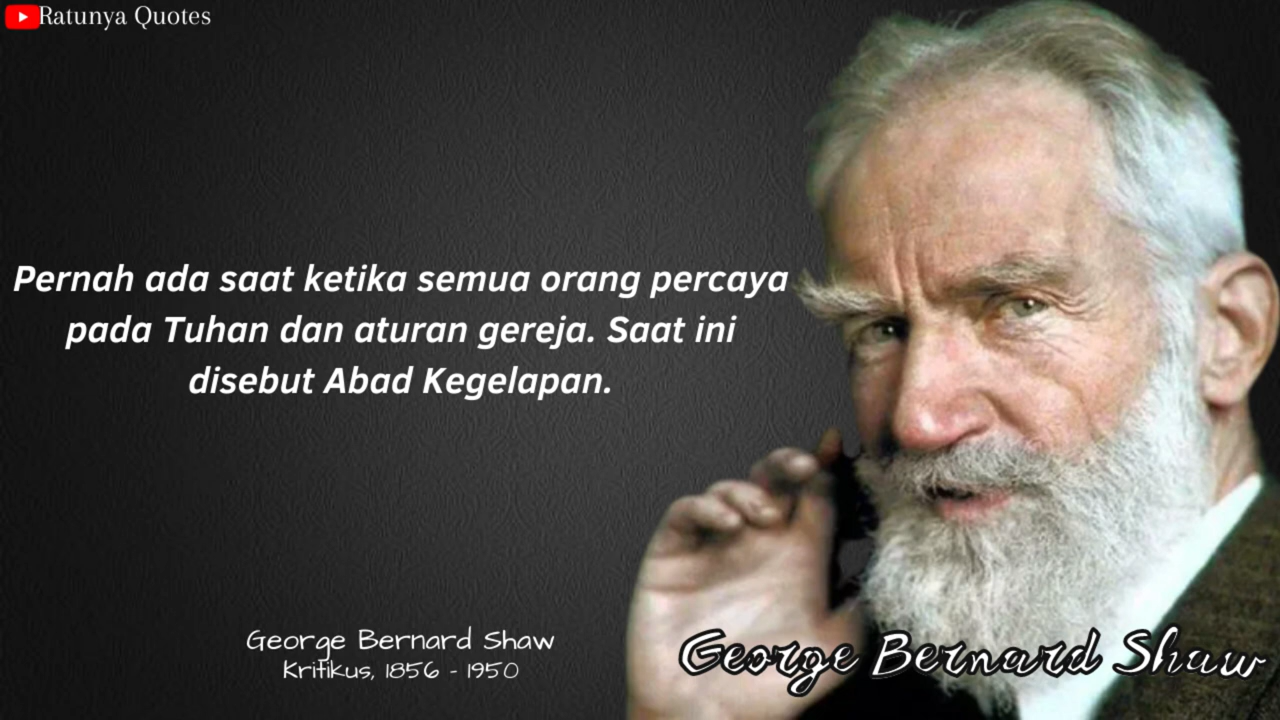 Ratunya Quotes
Pernah ada saat ketika semua orang percaya
pada Tuhan dan aturan gereja. Saat ini
disebut Abad Kegelapan.
George Bernard Shaw
Kritikus, 1856 - 1950
George Bernard Shaw